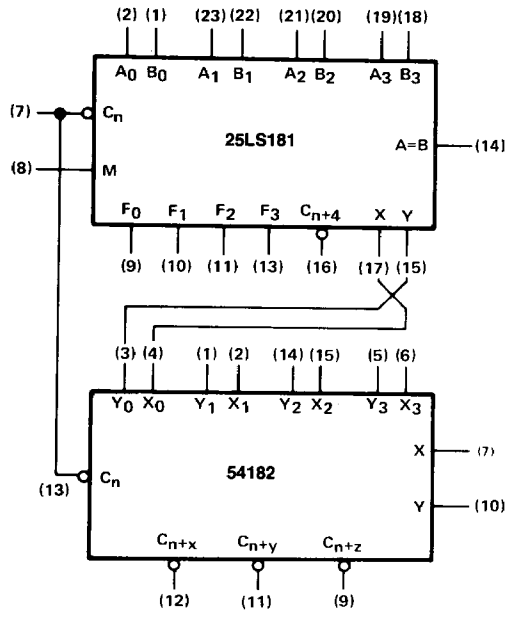 (2) (1) (23) (22) (21) (20) (19) (18)
A0 B0 A1 B1 A2 B2 A3 B3
(7) Cn
25LS181
A=B (14)
(8) M
F0 F1 F2 F3 Cn+4 X Y
(9) (10) (11) (13) (16) (17) (15)
(3) (4) (1) (2) (14) (15) (5) (6)
Y0 X0 Y1 X1 Y2 X2 Y3 X3
X (7)
(13) Cn
54182
Y (10)
Cn+x Cn+y Cn+z
(12) (11) (9)